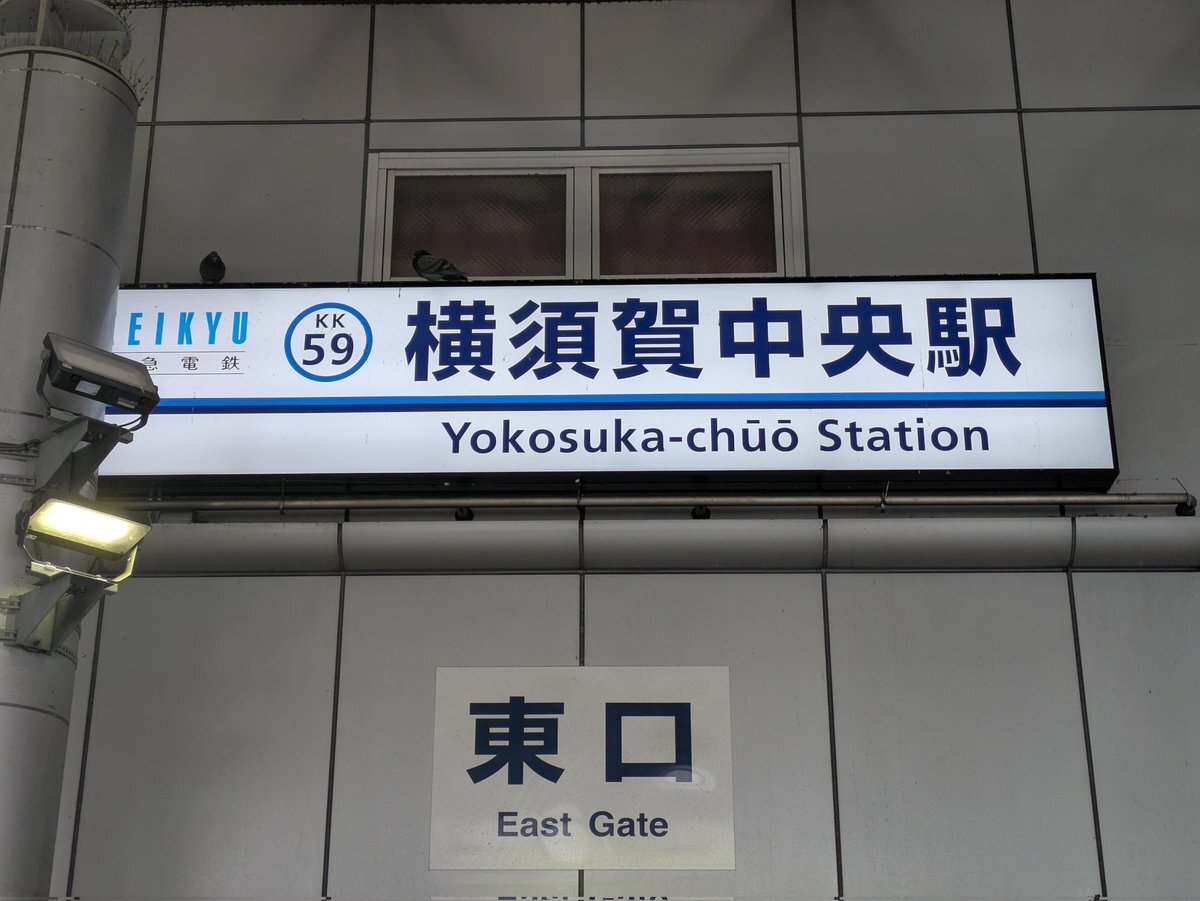 EIKYU
急電鉄
KK
59
横須賀中央駅
Yokosuka-chūō Station
東口
East Gate